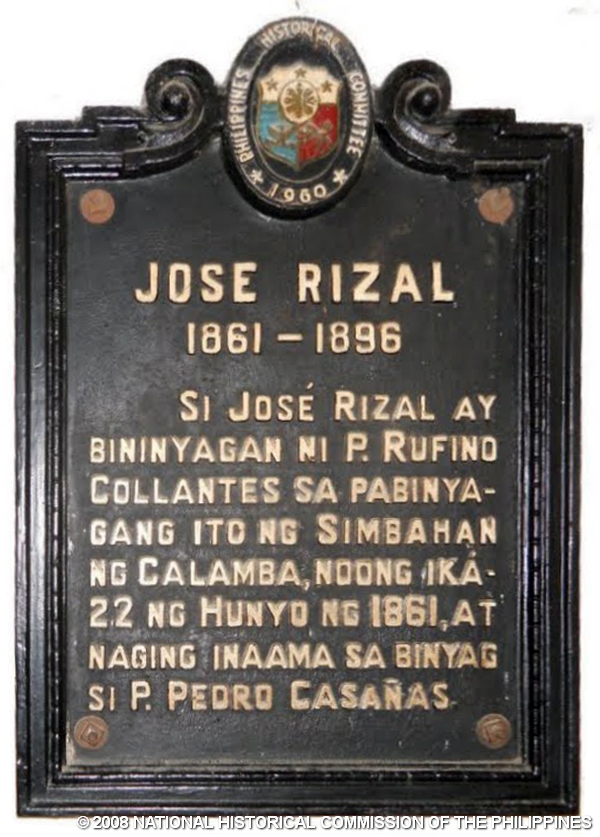 PHILIPPINES HISTORICAL COMMITTEE
1960
JOSE RIZAL
1861 – 1896
SI JOSÉ RIZAL AY
BININYAGAN NI P. RUFINO
COLLANTES SA PABINYA-
GANG ITO NG SIMBAHAN
NG CALAMBA, NOONG IKÁ-
22 NG HUNYO NG 1861, AT
NAGING INAAMA SA BINYAG
SI P. PEDRO CASAÑAS.
© 2008 NATIONAL HISTORICAL COMMISSION OF THE PHILIPPINES